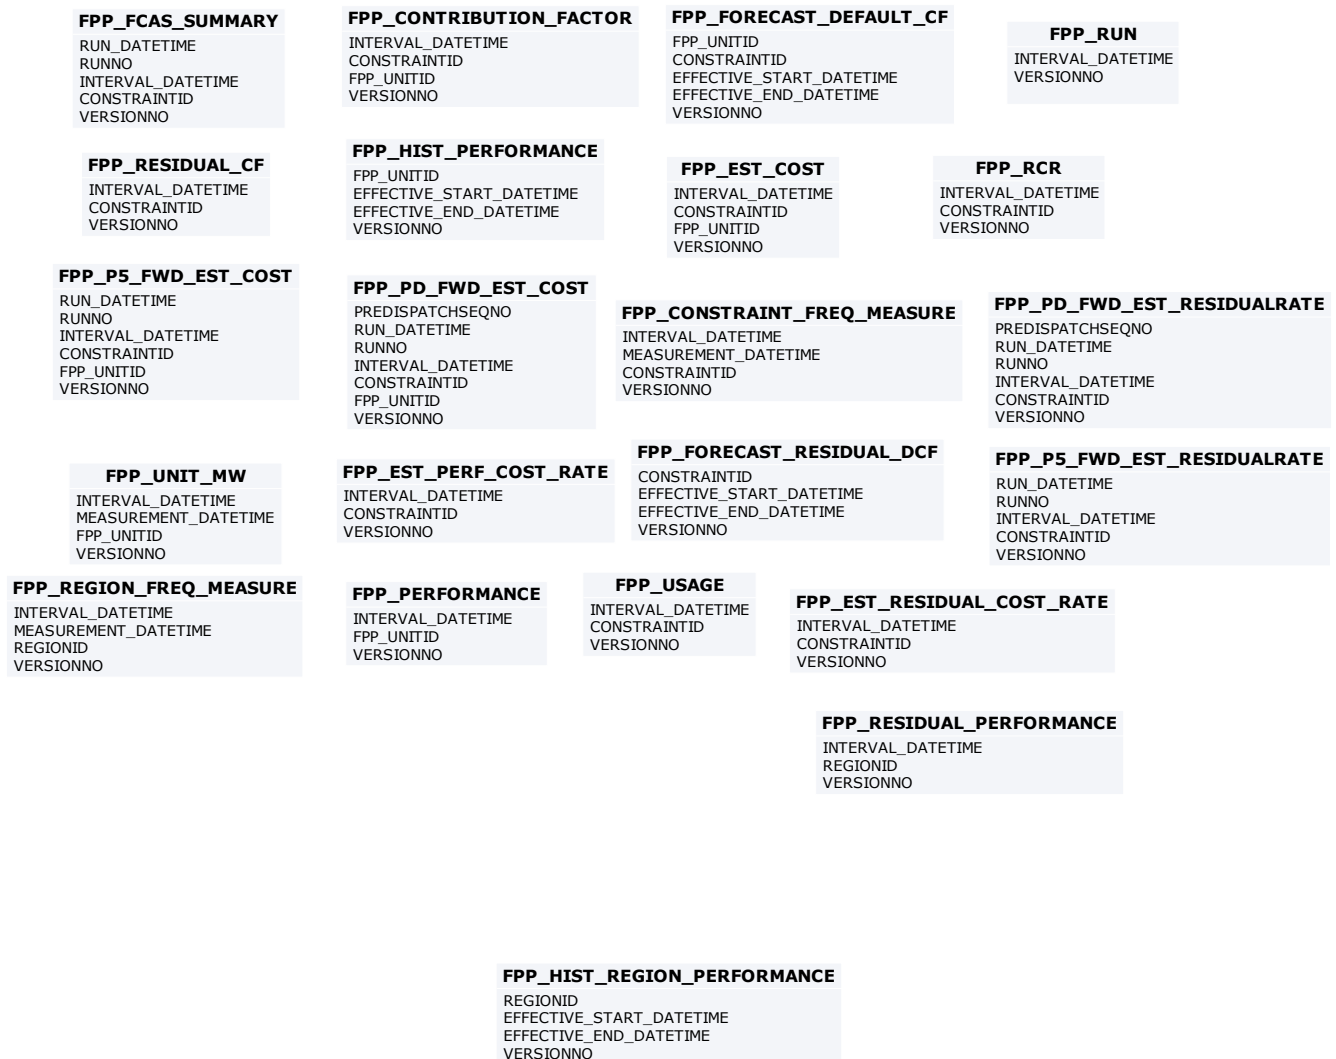 FPP_FCAS_SUMMARY
RUN_DATETIME
RUNNO
INTERVAL_DATETIME
CONSTRAINTID
VERSIONNO
FPP_CONTRIBUTION_FACTOR
INTERVAL_DATETIME
CONSTRAINTID
FPP_UNITID
VERSIONNO
FPP_FORECAST_DEFAULT_CF
FPP_UNITID
CONSTRAINTID
EFFECTIVE_START_DATETIME
EFFECTIVE_END_DATETIME
VERSIONNO
FPP_RUN
INTERVAL_DATETIME
VERSIONNO
FPP_RESIDUAL_CF
INTERVAL_DATETIME
CONSTRAINTID
VERSIONNO
FPP_HIST_PERFORMANCE
FPP_UNITID
EFFECTIVE_START_DATETIME
EFFECTIVE_END_DATETIME
VERSIONNO
FPP_EST_COST
INTERVAL_DATETIME
CONSTRAINTID
FPP_UNITID
VERSIONNO
FPP_RCR
INTERVAL_DATETIME
CONSTRAINTID
VERSIONNO
FPP_P5_FWD_EST_COST
RUN_DATETIME
RUNNO
INTERVAL_DATETIME
CONSTRAINTID
FPP_UNITID
VERSIONNO
FPP_PD_FWD_EST_COST
PREDISPATCHSEQNO
RUN_DATETIME
RUNNO
INTERVAL_DATETIME
CONSTRAINTID
FPP_UNITID
VERSIONNO
FPP_CONSTRAINT_FREQ_MEASURE
INTERVAL_DATETIME
MEASUREMENT_DATETIME
CONSTRAINTID
VERSIONNO
FPP_PD_FWD_EST_RESIDUALRATE
PREDISPATCHSEQNO
RUN_DATETIME
RUNNO
INTERVAL_DATETIME
CONSTRAINTID
VERSIONNO
FPP_UNIT_MW
INTERVAL_DATETIME
MEASUREMENT_DATETIME
FPP_UNITID
VERSIONNO
FPP_EST_PERF_COST_RATE
INTERVAL_DATETIME
CONSTRAINTID
VERSIONNO
FPP_FORECAST_RESIDUAL_DCF
CONSTRAINTID
EFFECTIVE_START_DATETIME
EFFECTIVE_END_DATETIME
VERSIONNO
FPP_P5_FWD_EST_RESIDUALRATE
RUN_DATETIME
RUNNO
INTERVAL_DATETIME
CONSTRAINTID
VERSIONNO
FPP_REGION_FREQ_MEASURE
INTERVAL_DATETIME
MEASUREMENT_DATETIME
REGIONID
VERSIONNO
FPP_PERFORMANCE
INTERVAL_DATETIME
FPP_UNITID
VERSIONNO
FPP_USAGE
INTERVAL_DATETIME
CONSTRAINTID
VERSIONNO
FPP_EST_RESIDUAL_COST_RATE
INTERVAL_DATETIME
CONSTRAINTID
VERSIONNO
FPP_RESIDUAL_PERFORMANCE
INTERVAL_DATETIME
REGIONID
VERSIONNO
FPP_HIST_REGION_PERFORMANCE
REGIONID
EFFECTIVE_START_DATETIME
EFFECTIVE_END_DATETIME
VERSIONNO